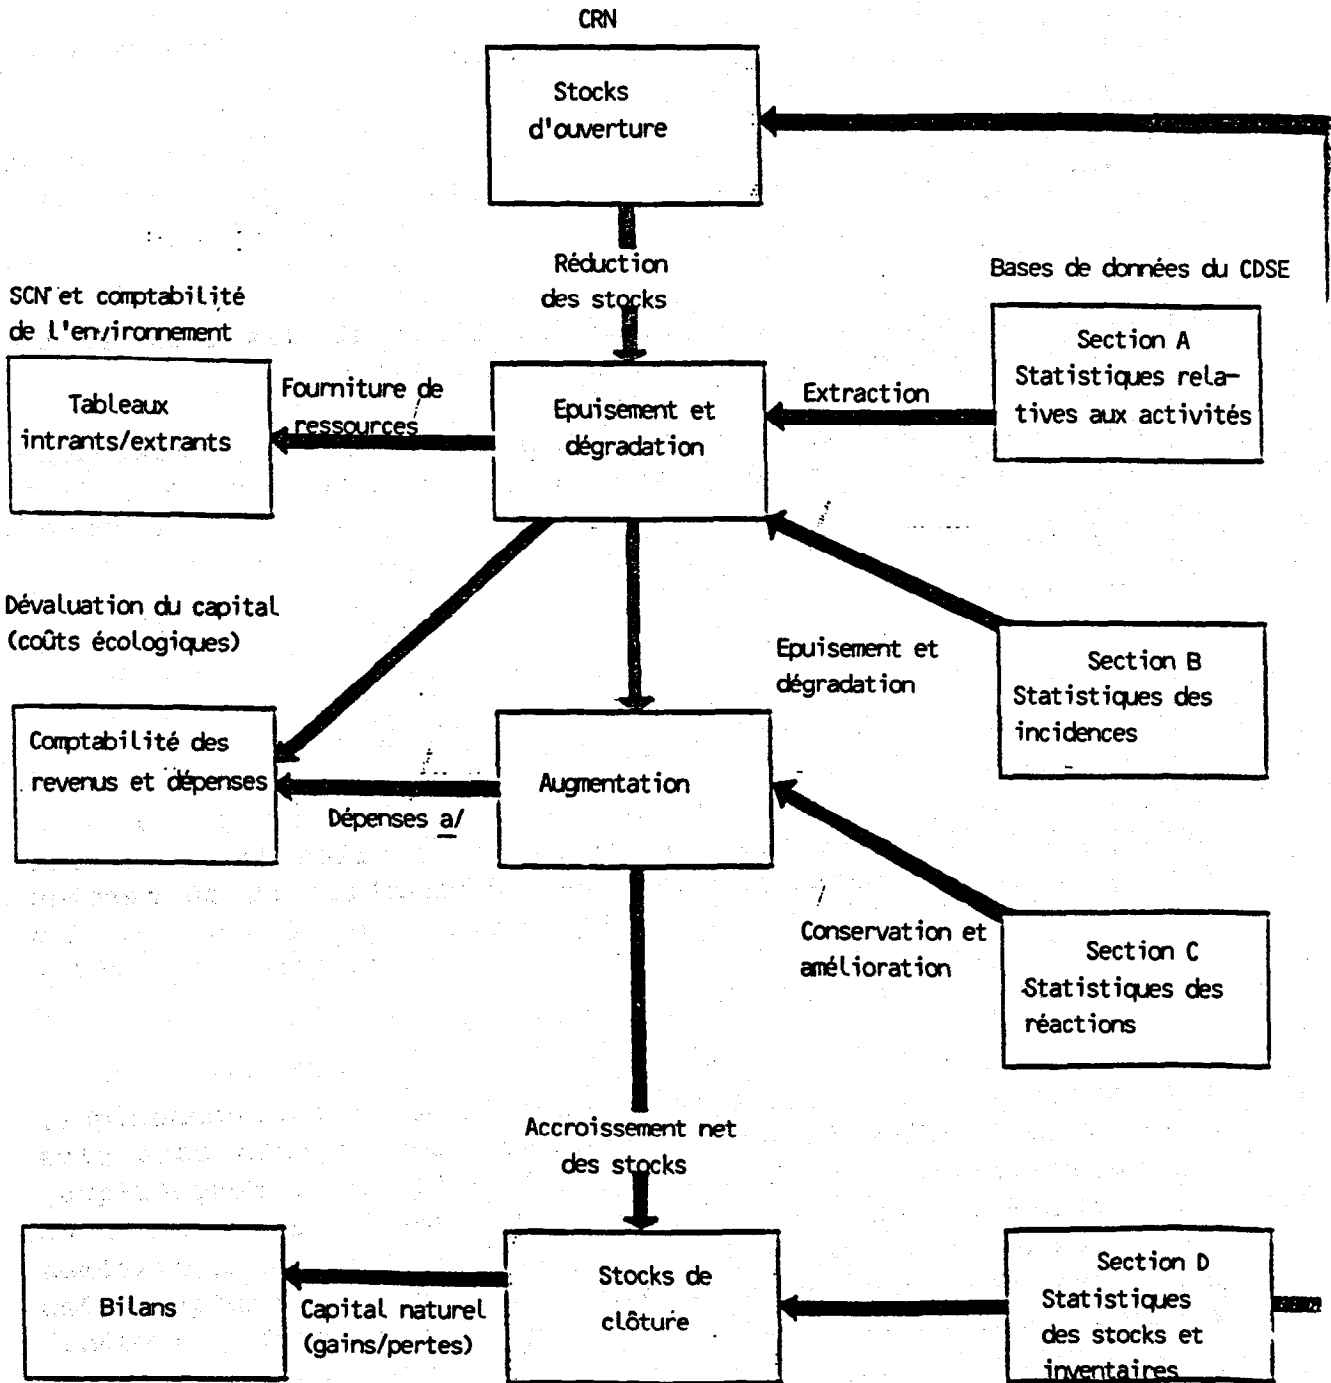 CRN
Stocks
d'ouverture
Réduction
des stocks
Bases de données du CDSE
SCN et comptabilité
de l'environnement
Section A
Statistiques rela-
tives aux activités
Tableaux
intrants/extrants
Fourniture de
ressources
Epuisement et
dégradation
Extraction
Dévaluation du capital
(coûts écologiques)
Epuisement et
dégradation
Section B
Statistiques des
incidences
Comptabilité des
revenus et dépenses
Dépenses a/
Augmentation
Conservation et
amélioration
Section C
Statistiques des
réactions
Accroissement net
des stocks
Bilans
Capital naturel
(gains/pertes)
Stocks de
clôture
Section D
Statistiques
des stocks et
inventaires